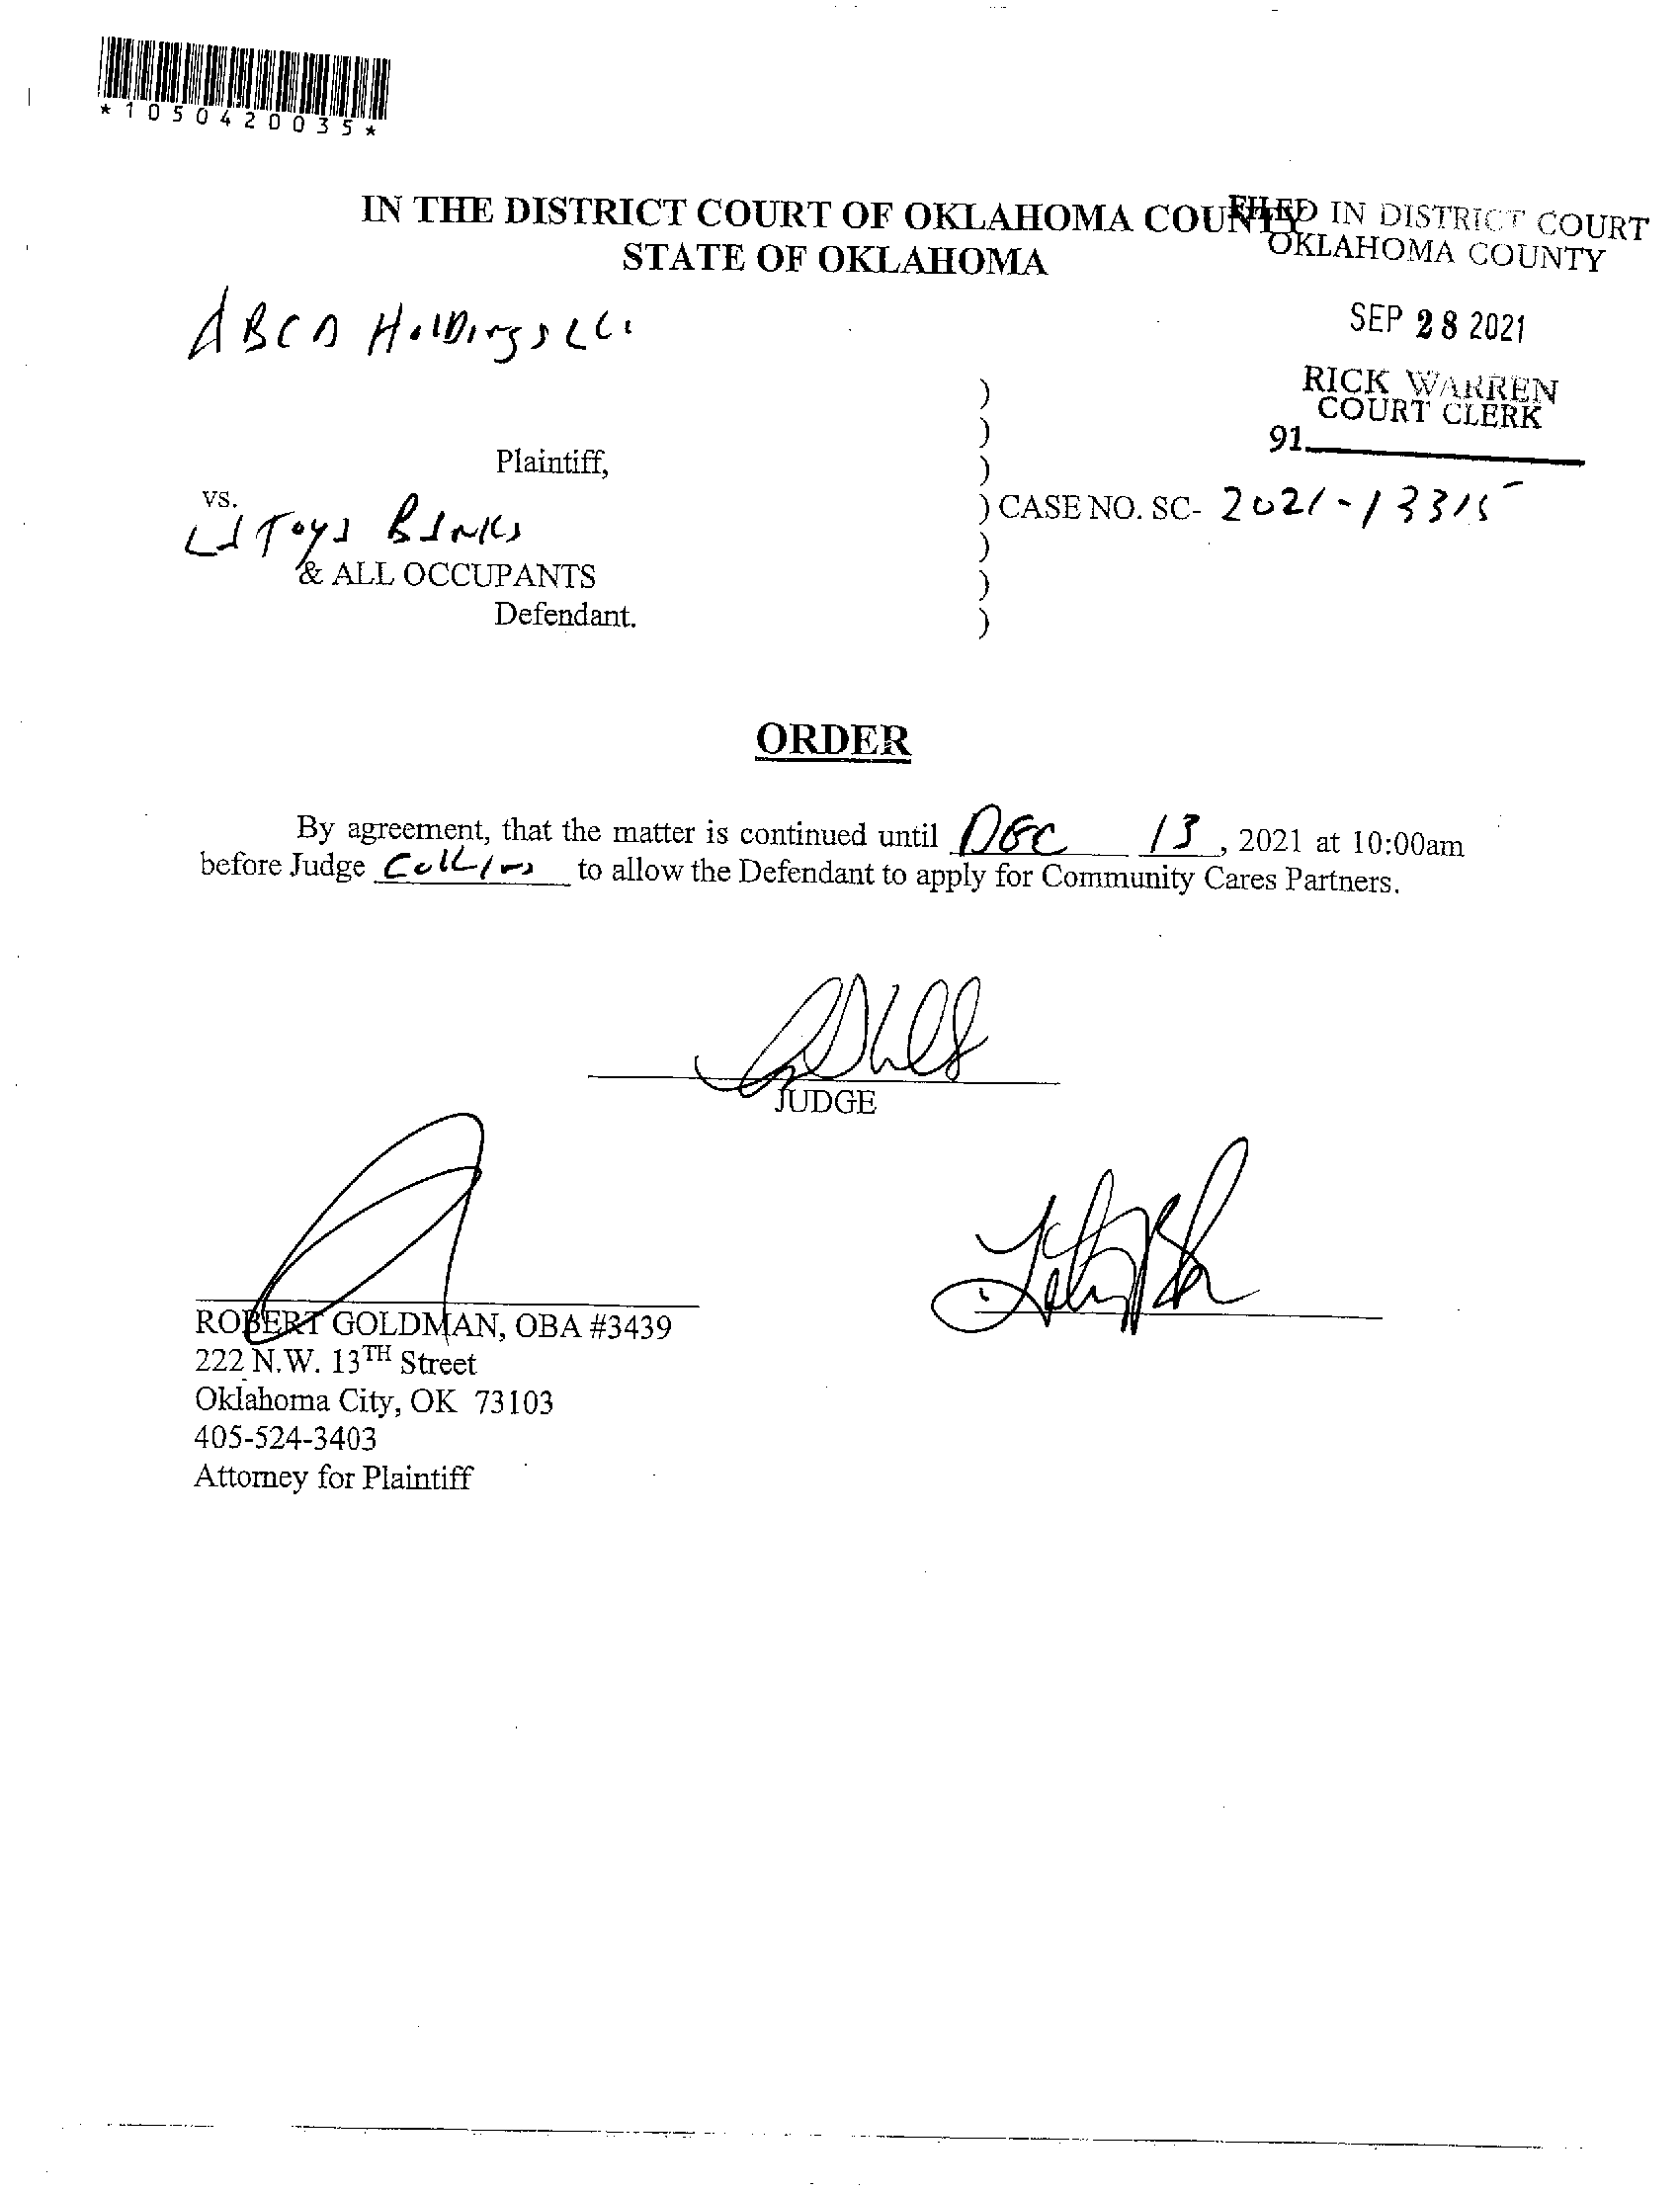 *1050420035*
IN THE DISTRICT COURT OF OKLAHOMA COUNTY
STATE OF OKLAHOMA
FILED IN DISTRICT COURT
OKLAHOMA COUNTY
SEP 28 2021
RICK WARREN
COURT CLERK
91
ABCD Holdings LLC
Plaintiff,
vs.
LaToya Banks
& ALL OCCUPANTS
Defendant.
)
)
)
) CASE NO. SC- 2021-13315
)
)
)
ORDER
By agreement, that the matter is continued until DEC 13, 2021 at 10:00am
before Judge Collins to allow the Defendant to apply for Community Cares Partners.
JUDGE
ROBERT GOLDMAN, OBA #3439
222 N.W. 13TH Street
Oklahoma City, OK 73103
405-524-3403
Attorney for Plaintiff